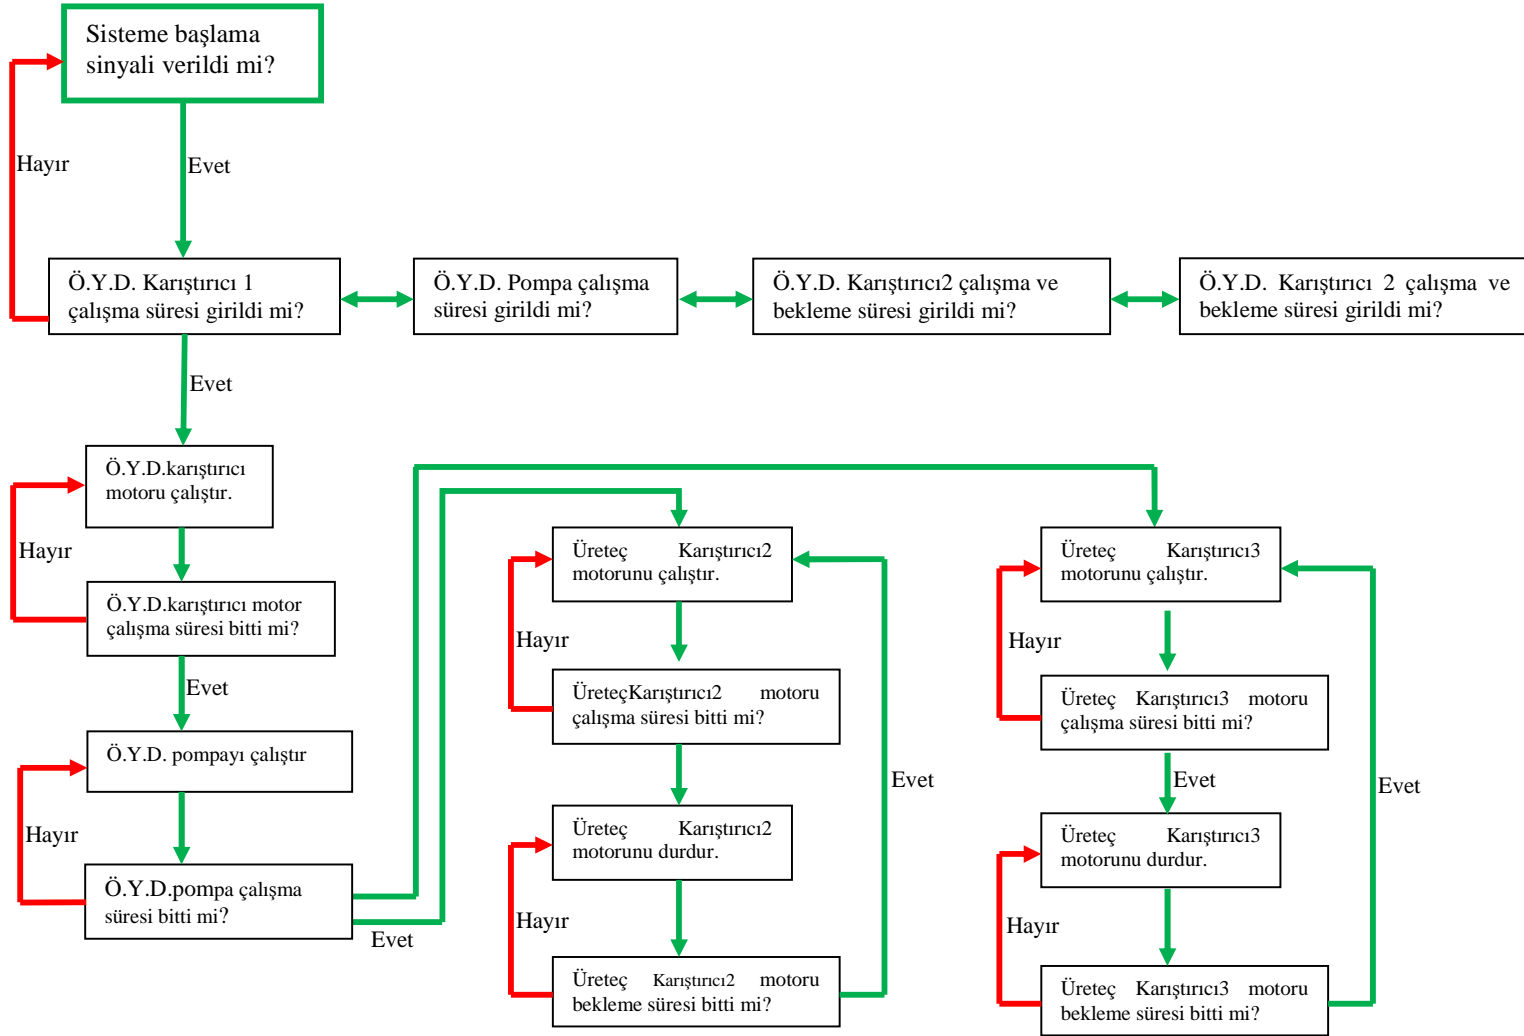 Sisteme başlama
sinyali verildi mi?
Hayır
Evet
Ö.Y.D. Karıştırıcı 1
çalışma süresi girildi mi?
Ö.Y.D. Pompa çalışma
süresi girildi mi?
Ö.Y.D. Karıştırıcı2 çalışma ve
bekleme süresi girildi mi?
Ö.Y.D. Karıştırıcı 2 çalışma ve
bekleme süresi girildi mi?
Evet
Ö.Y.D.karıştırıcı
motoru çalıştır.
Hayır
Ö.Y.D.karıştırıcı motor
çalışma süresi bitti mi?
Evet
Ö.Y.D. pompayı çalıştır
Hayır
Ö.Y.D.pompa çalışma
süresi bitti mi?
Evet
Üreteç Karıştırıcı2
motorunu çalıştır.
Hayır
ÜreteçKarıştırıcı2 motoru
çalışma süresi bitti mi?
Evet
Üreteç Karıştırıcı2
motorunu durdur.
Hayır
Üreteç Karıştırıcı2 motoru
bekleme süresi bitti mi?
Üreteç Karıştırıcı3
motorunu çalıştır.
Hayır
Üreteç Karıştırıcı3 motoru
çalışma süresi bitti mi?
Evet
Evet
Üreteç Karıştırıcı3
motorunu durdur.
Hayır
Üreteç Karıştırıcı3 motoru
bekleme süresi bitti mi?